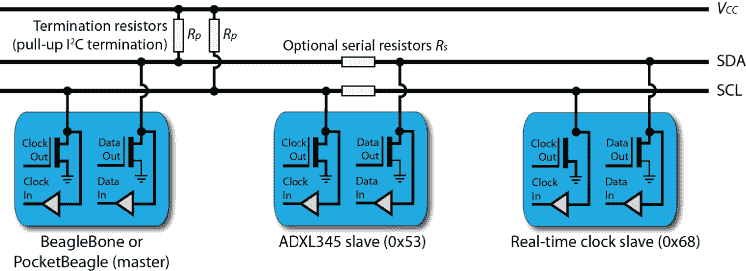 VCC
Termination resistors
(pull-up I²C termination)
Rp
Rp
Optional serial resistors Rs
SDA
SCL
Clock
Out
Data
Out
Clock
In
Data
In
Clock
Out
Data
Out
Clock
In
Data
In
Clock
Out
Data
Out
Clock
In
Data
In
BeagleBone or
PocketBeagle (master)
ADXL345 slave (0x53)
Real-time clock slave (0x68)